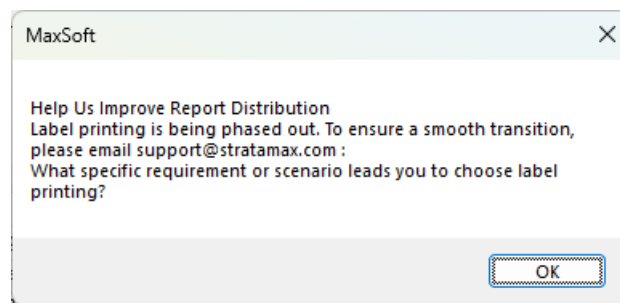 MaxSoft
Help Us Improve Report Distribution
Label printing is being phased out. To ensure a smooth transition,
please email support@stratamax.com :
What specific requirement or scenario leads you to choose label
printing?
OK